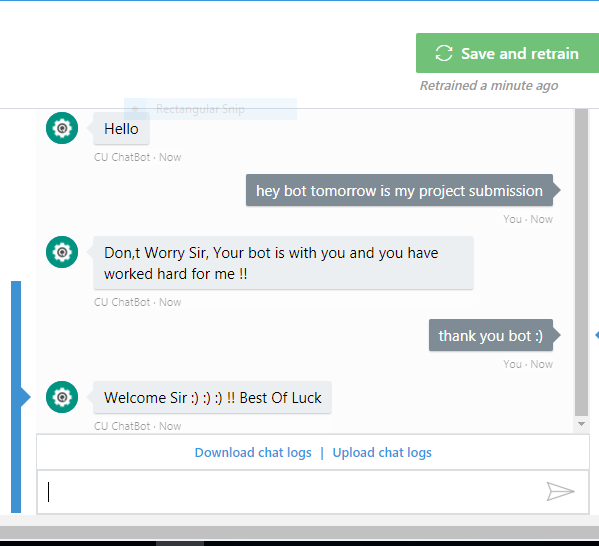 Save and retrain
Retrained a minute ago
Rectangular Snip
Hello
CU ChatBot · Now
hey bot tomorrow is my project submission
You · Now
Don,t Worry Sir, Your bot is with you and you have
worked hard for me !!
CU ChatBot · Now
thank you bot :)
You · Now
Welcome Sir :) :) :) !! Best Of Luck
CU ChatBot · Now
Download chat logs | Upload chat logs